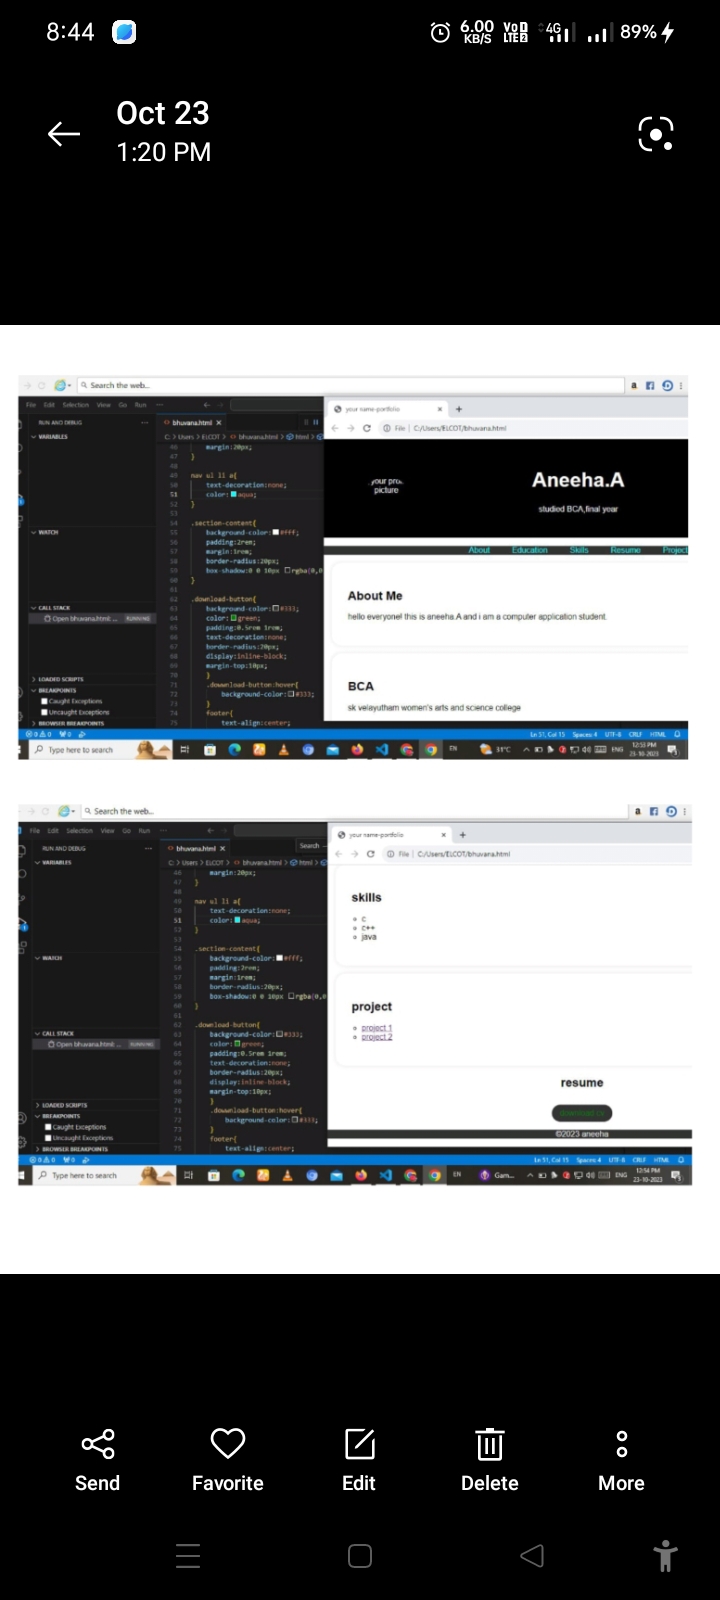 8:44
6.00 KB/S
VoD LTE2
4G
89%
Oct 23
1:20 PM
Search the web...
File Edit Selection View Go Run ...
RUN AND DEBUG
VARIABLES
WATCH
CALL STACK
Open bhuvana.html: ... RUNNING
LOADED SCRIPTS
BREAKPOINTS
Caught Exceptions
Uncaught Exceptions
BROWSER BREAKPOINTS
bhuvana.html
C: > Users > ELCOT > bhuvana.html > html >
46 margin:20px;
47 }
48
49 nav ul li a{
50 text-decoration:none;
51 color: aqua;
52 }
53
54 .section-content{
55 background-color: #fff;
56 padding:2rem;
57 margin:1rem;
58 border-radius:20px;
59 box-shadow:0 0 10px rgba(0,0
60 }
61
62 .download-button{
63 background-color: #333;
64 color: green;
65 padding:0.5rem 1rem;
66 text-decoration:none;
67 border-radius:20px;
68 display:inline-block;
69 margin-top:10px;
70 }
71 .download-button:hover{
72 background-color: #333;
73 }
74 footer{
75 text-align:center;
your name-portfolio
File C:/Users/ELCOT/bhuvana.html
your pro
picture
Aneeha.A
studied BCA,final year
About Education Skills Resume Project
About Me
hello everyone! this is aneeha.A and i am a computer application student
BCA
sk velayutham women's arts and science college
Ln 51, Col 15 Spaces: 4 UTF-8 CRLF HTML
Type here to search
EN
31°C
ENG
12:53 PM
23-10-2023
Search the web...
File Edit Selection View Go Run ...
Search
RUN AND DEBUG
VARIABLES
WATCH
CALL STACK
Open bhuvana.html: ... RUNNING
LOADED SCRIPTS
BREAKPOINTS
Caught Exceptions
Uncaught Exceptions
BROWSER BREAKPOINTS
bhuvana.html
C: > Users > ELCOT > bhuvana.html > html >
46 margin:20px;
47 }
48
49 nav ul li a{
50 text-decoration:none;
51 color: aqua;
52 }
53
54 .section-content{
55 background-color: #fff;
56 padding:2rem;
57 margin:1rem;
58 border-radius:20px;
59 box-shadow:0 0 10px rgba(0,0
60 }
61
62 .download-button{
63 background-color: #333;
64 color: green;
65 padding:0.5rem 1rem;
66 text-decoration:none;
67 border-radius:20px;
68 display:inline-block;
69 margin-top:10px;
70 }
71 .download-button:hover{
72 background-color: #333;
73 }
74 footer{
75 text-align:center;
your name-portfolio
File C:/Users/ELCOT/bhuvana.html
skills
c
c++
java
project
project 1
project 2
resume
©2023 aneeha
Ln 51, Col 15 Spaces: 4 UTF-8 CRLF HTML
Type here to search
EN
Gam...
ENG
12:54 PM
23-10-2023
Send
Favorite
Edit
Delete
More